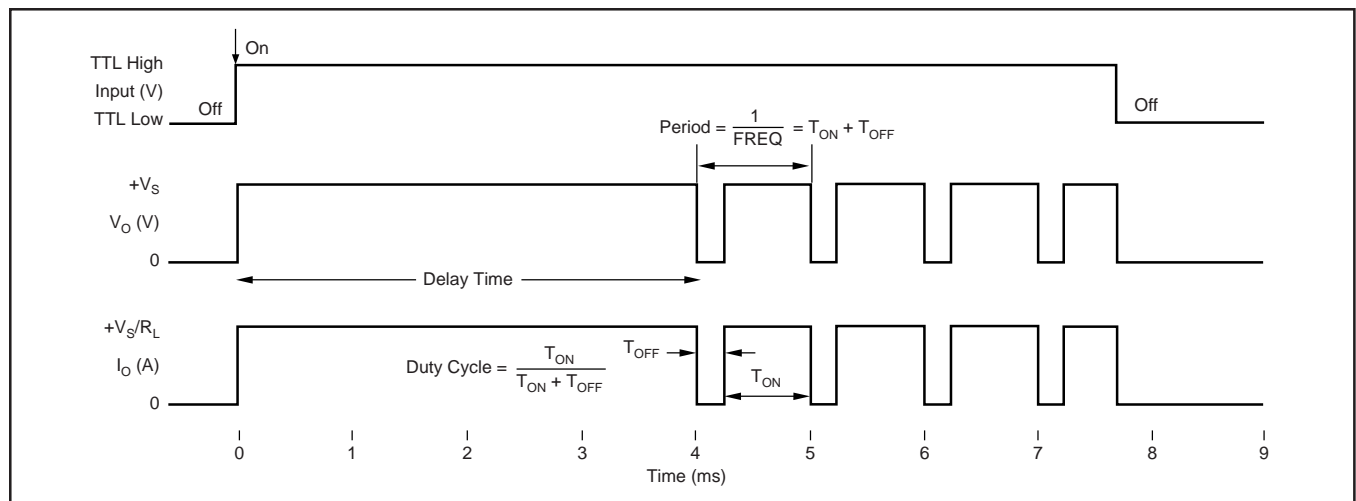 On
TTL High
Input (V)
Off
TTL Low
Off
Period = 1/FREQ = T_ON + T_OFF
+V_S
V_O (V)
0
Delay Time
+V_S/R_L
I_O (A)
0
Duty Cycle = T_ON/T_ON + T_OFF
T_OFF
T_ON
0 1 2 3 4 5 6 7 8 9
Time (ms)